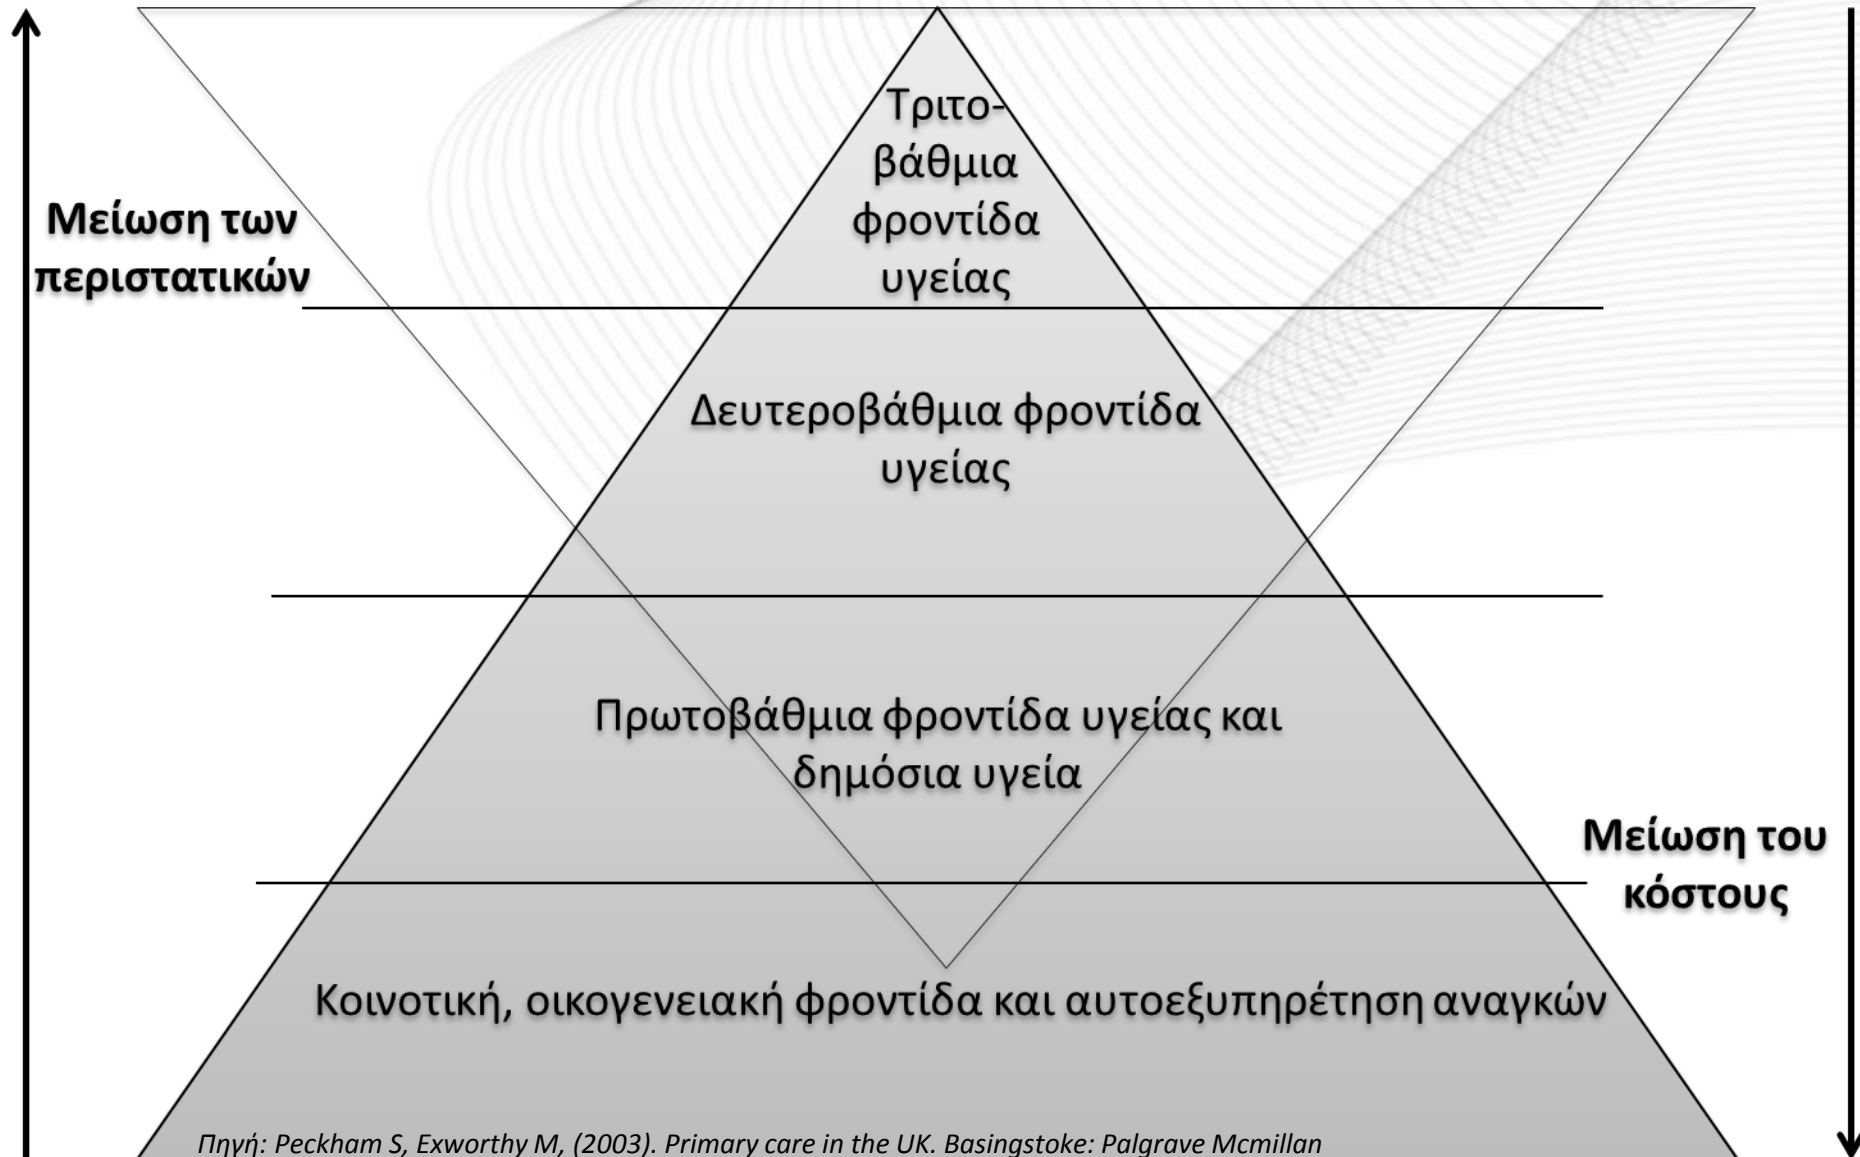 Τριτο-
βάθμια
φροντίδα
υγείας
Μείωση των
περιστατικών
Δευτεροβάθμια φροντίδα
υγείας
Πρωτοβάθμια φροντίδα υγείας και
δημόσια υγεία
Μείωση του
κόστους
Κοινοτική, οικογενειακή φροντίδα και αυτοεξυπηρέτηση αναγκών
Πηγή: Peckham S, Exworthy M, (2003). Primary care in the UK. Basingstoke: Palgrave Mcmillan